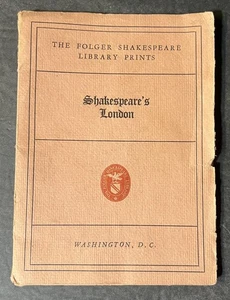 THE FOLGER SHAKESPEARE
LIBRARY PRINTS
Shakespeare's
London
WASHINGTON, D. C.